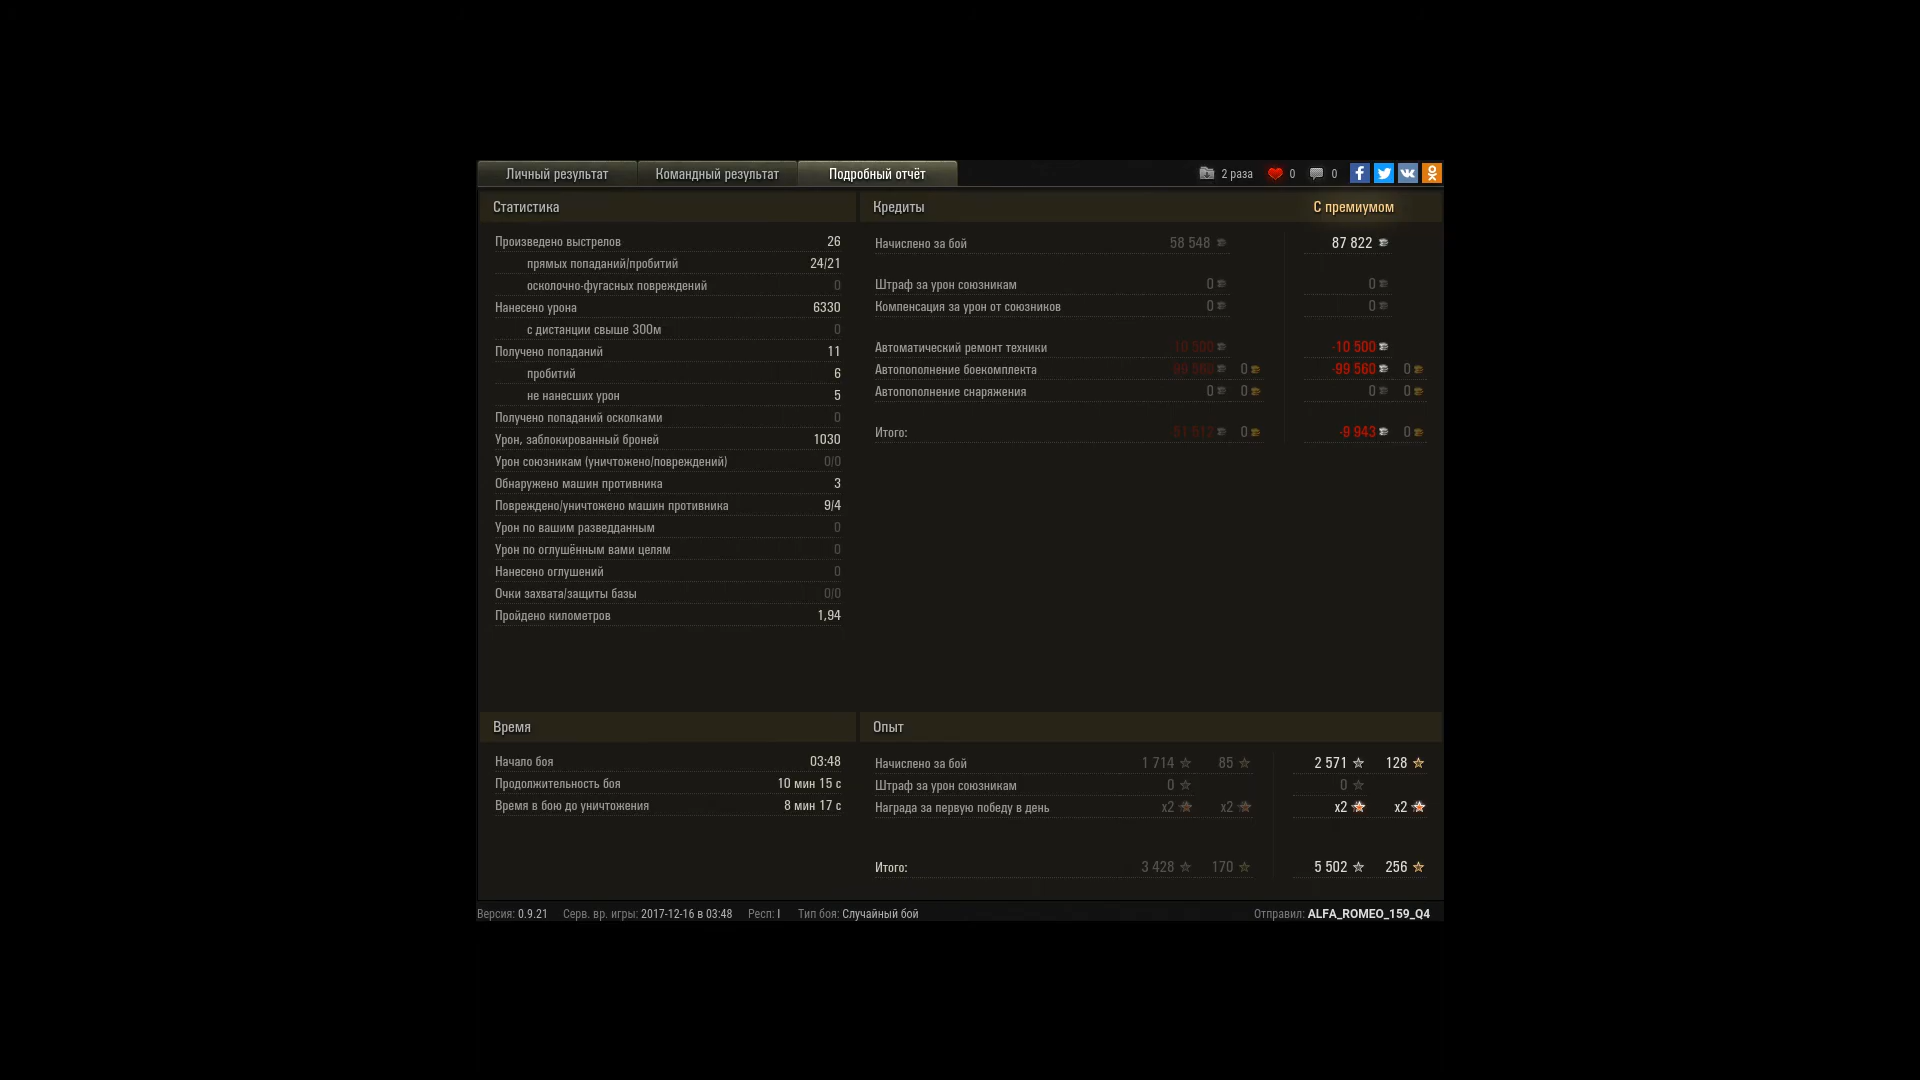 Личный результат Командный результат Подробный отчёт 2 раза 0 0
Статистика
Произведено выстрелов 26
прямых попаданий/пробитий 24/21
осколочно-фугасных повреждений 0
Нанесено урона 6330
с дистанции свыше 300м 0
Получено попаданий 11
пробитий 6
не нанесших урон 5
Получено попаданий осколками 0
Урон, заблокированный броней 1030
Урон союзникам (уничтожено/повреждений) 0/0
Обнаружено машин противника 3
Повреждено/уничтожено машин противника 9/4
Урон по вашим разведданным 0
Урон по оглушённым вами целям 0
Нанесено оглушений 0
Очки захвата/защиты базы 0/0
Пройдено километров 1,94
Кредиты С премиумом
Начислено за бой 58 548 87 822
Штраф за урон союзникам 0 0
Компенсация за урон от союзников 0 0
Автоматический ремонт техники -10 500 -10 500
Автопополнение боекомплекта -99 560 0 -99 560 0
Автопополнение снаряжения 0 0 0 0
Итого: -51 512 0 -9 943 0
Время
Начало боя 03:48
Продолжительность боя 10 мин 15 с
Время в бою до уничтожения 8 мин 17 с
Опыт
Начислено за бой 1 714 85 2 571 128
Штраф за урон союзникам 0 0
Награда за первую победу в день x2 x2 x2 x2
Итого: 3 428 170 5 502 256
Версия: 0.9.21 Серв. вр. игры: 2017-12-16 в 03:48 Респ: I Тип боя: Случайный бой Отправил: ALFA_ROMEO_159_Q4